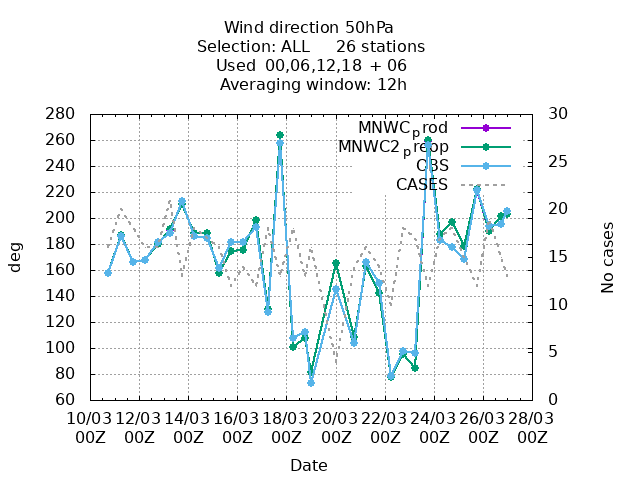 Wind direction 50hPa
Selection: ALL 26 stations
Used 00,06,12,18 + 06
Averaging window: 12h
280
260
240
220
200
180
160
140
120
100
80
60
deg
30
25
20
15
10
5
0
No cases
MNWCprod
MNWC2preop
OBS
CASES
10/03 12/03 14/03 16/03 18/03 20/03 22/03 24/03 26/03 28/03
00Z 00Z 00Z 00Z 00Z 00Z 00Z 00Z 00Z 00Z
Date